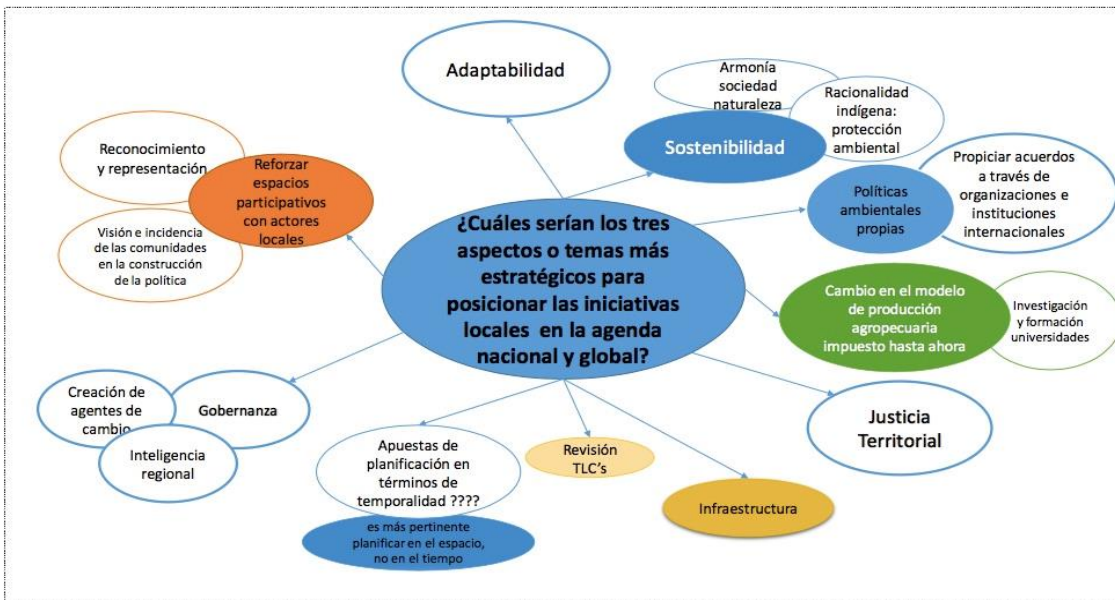 Adaptabilidad
Armonía
sociedad
naturaleza
Racionalidad
indígena:
protección
ambiental
Sostenibilidad
Reconocimiento
y representación
Reforzar
espacios
participativos
con actores
locales
Visión e incidencia
de las comunidades
en la construcción
de la política
Políticas
ambientales
propias
Propiciar acuerdos
a través de
organizaciones e
instituciones
internacionales
¿Cuáles serían los tres
aspectos o temas más
estratégicos para
posicionar las iniciativas
locales en la agenda
nacional y global?
Cambio en el modelo
de producción
agropecuaria
impuesto hasta ahora
Investigación
y formación
universidades
Creación de
agentes de
cambio
Gobernanza
Inteligencia
regional
Justicia
Territorial
Apuestas de
planificación en
términos de
temporalidad ????
es más pertinente
planificar en el espacio,
no en el tiempo
Revisión
TLC's
Infraestructura